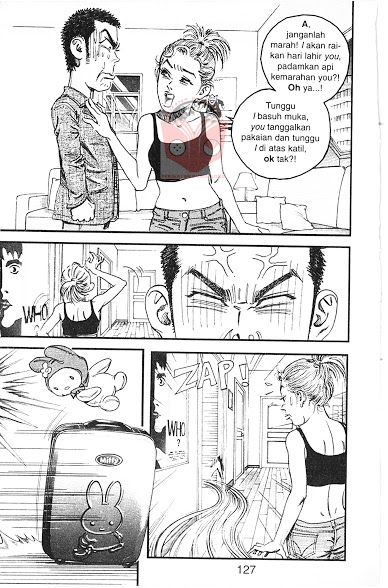 A,
janganlah
marah! I akan rai-
kan hari lahir you,
padamkan api
kemarahan you?!
Oh ya...!
Tunggu
I basuh muka,
you tanggalkan
pakaian dan tunggu
I di atas katil,
ok tak?!
WHO
?
ZAP!
Miffy
WHO
?
127